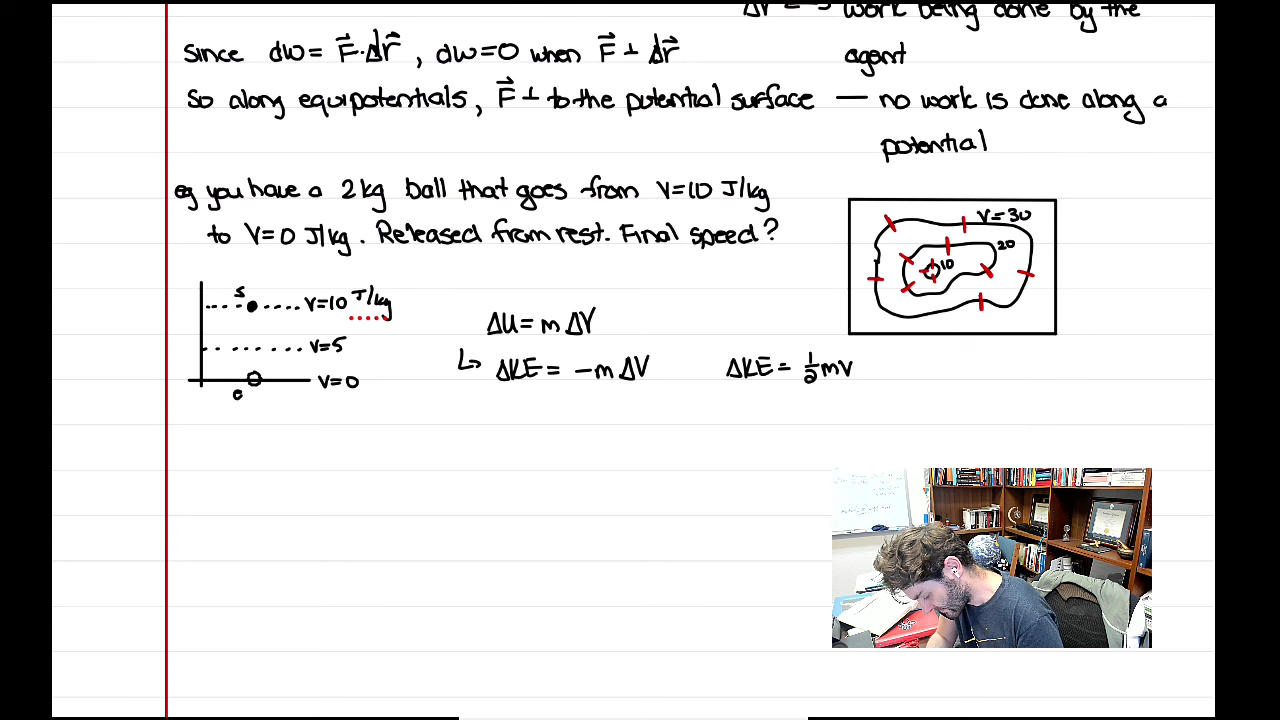 work being done by the
since dw = F⃗·Δr⃗, dw=0 when F⃗ ⊥ Δr⃗
agent
So along equipotentials, F⃗ ⊥ to the potential surface — no work is done along a
potential
eg you have a 2kg ball that goes from V=10 J/kg
to V=0 J/kg. Released from rest. Final speed?
V=30
20
10
s
V=10 J/kg
V=5
V=0
ΔU = mΔV
↳ ΔKE = -mΔV
ΔKE = ½mv